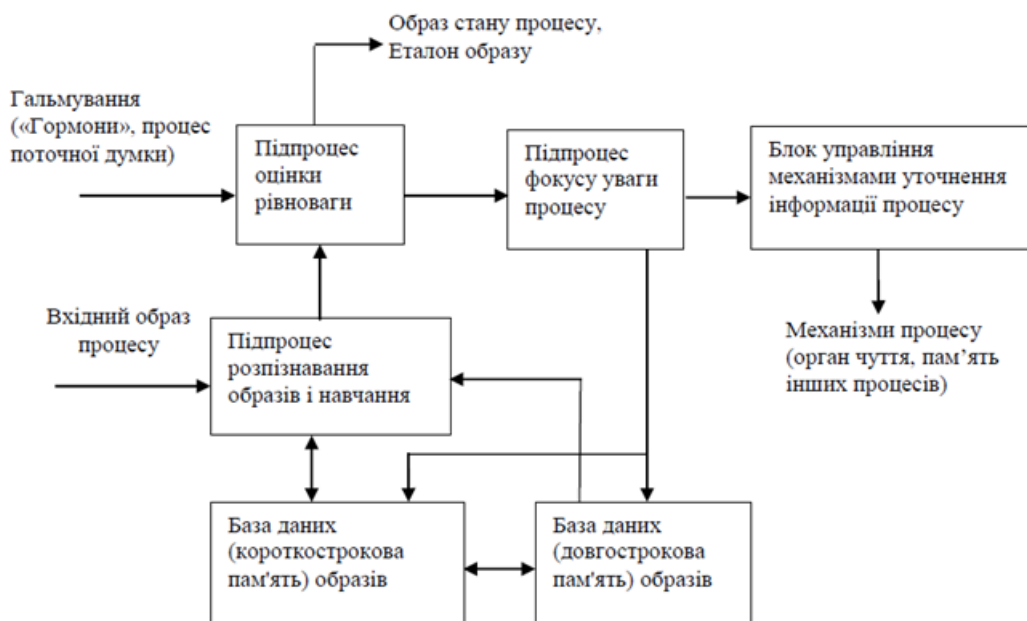 Образ стану процесу,
Еталон образу
Гальмування
(«Гормони», процес
поточної думки)
Підпроцес
оцінки
рівноваги
Підпроцес
фокусу уваги
процесу
Блок управління
механізмами уточнення
інформації процесу
Вхідний образ
процесу
Підпроцес
розпізнавання
образів і навчання
Механізми процесу
(орган чуття, пам’ять
інших процесів)
База даних
(короткострокова
пам'ять) образів
База даних
(довгострокова
пам'ять) образів